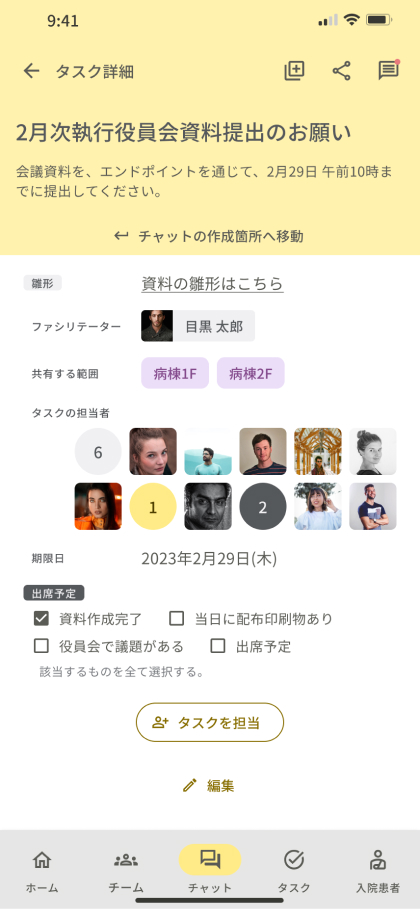 9:41
タスク詳細
2月次執行役員会資料提出のお願い
会議資料を、エンドポイントを通じて、2月29日 午前10時ま
でに提出してください。
チャットの作成箇所へ移動
雛形
資料の雛形はこちら
ファシリテーター
目黒 太郎
共有する範囲
病棟1F
病棟2F
タスクの担当者
6
1
2
期限日
2023年2月29日(木)
出席予定
資料作成完了
当日に配布印刷物あり
役員会で議題がある
出席予定
該当するものを全て選択する。
タスクを担当
編集
ホーム
チーム
チャット
タスク
入院患者